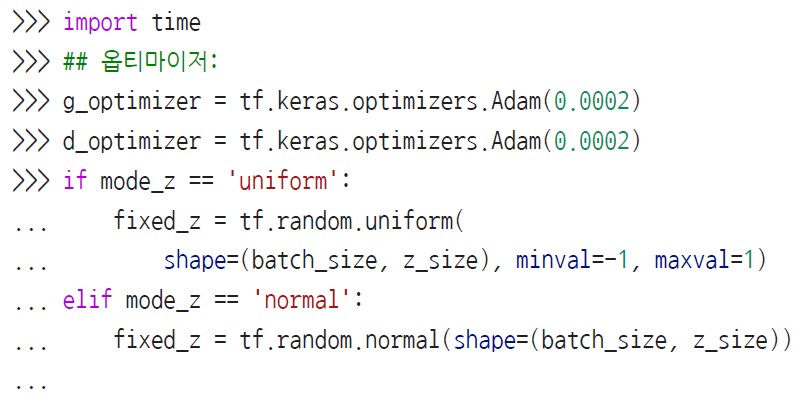 >>> import time
>>> ## 옵티마이저:
>>> g_optimizer = tf.keras.optimizers.Adam(0.0002)
>>> d_optimizer = tf.keras.optimizers.Adam(0.0002)
>>> if mode_z == 'uniform':
...     fixed_z = tf.random.uniform(
...         shape=(batch_size, z_size), minval=-1, maxval=1)
... elif mode_z == 'normal':
...     fixed_z = tf.random.normal(shape=(batch_size, z_size))
...